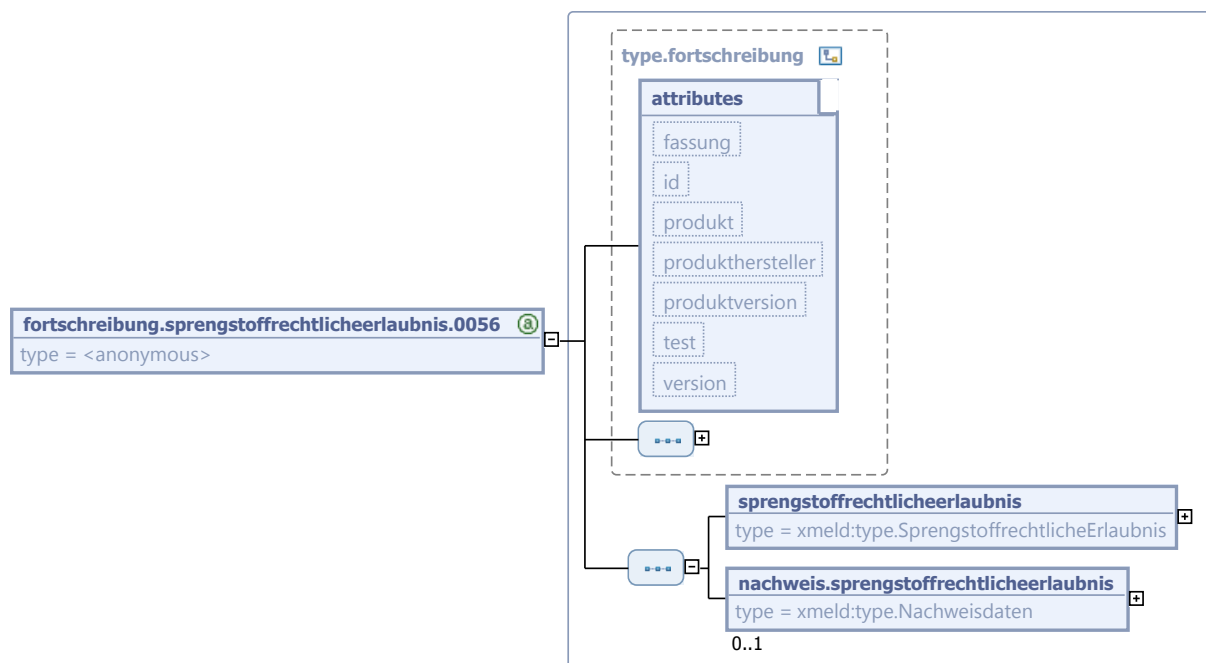 type.fortschreibung
attributes
fassung
id
produkt
produkthersteller
produktversion
test
version
fortschreibung.sprengstoffrechtlicheerlaubnis.0056
type = <anonymous>
sprengstoffrechtlicheerlaubnis
type = xmeld:type.SprengstoffrechtlicheErlaubnis
nachweis.sprengstoffrechtlicheerlaubnis
type = xmeld:type.Nachweisdaten
0..1